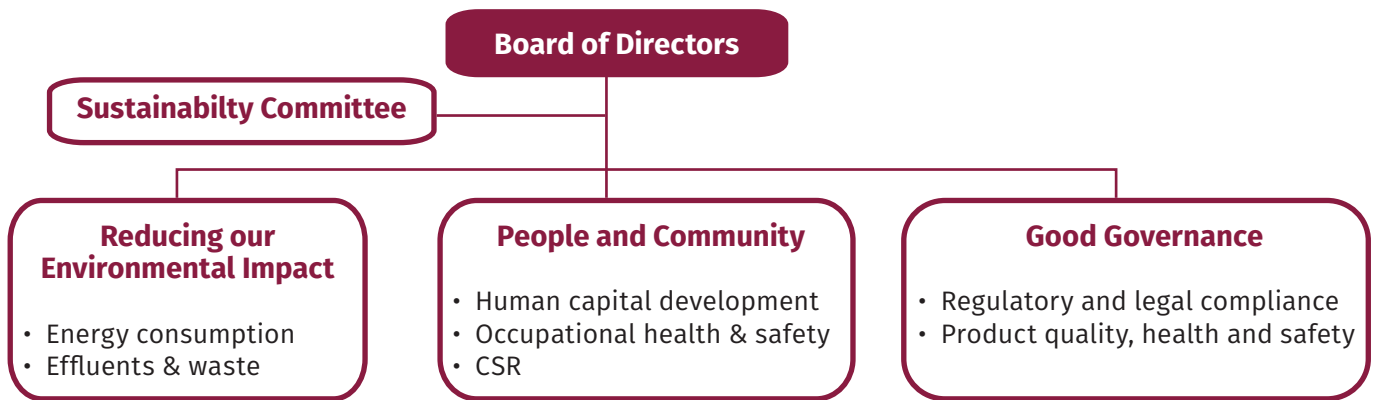 Board of Directors
Sustainabilty Committee
Reducing our
Environmental Impact
• Energy consumption
• Effluents & waste
People and Community
• Human capital development
• Occupational health & safety
• CSR
Good Governance
• Regulatory and legal compliance
• Product quality, health and safety